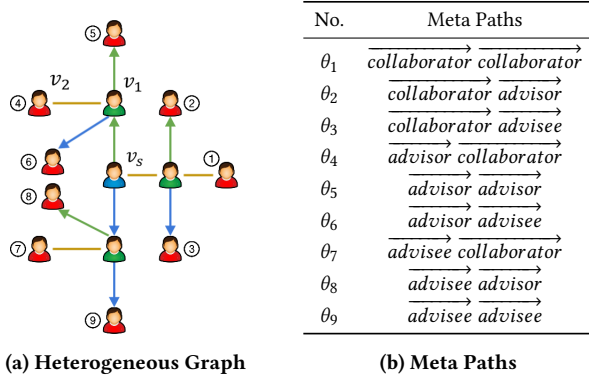 ⑤
④ v₂ v₁ ②
⑥ vₛ ①
⑧
⑦ ③
⑨
(a) Heterogeneous Graph
No. Meta Paths
θ₁ collaborator collaborator
θ₂ collaborator advisor
θ₃ collaborator advisee
θ₄ advisor collaborator
θ₅ advisor advisor
θ₆ advisor advisee
θ₇ advisee collaborator
θ₈ advisee advisor
θ₉ advisee advisee
(b) Meta Paths